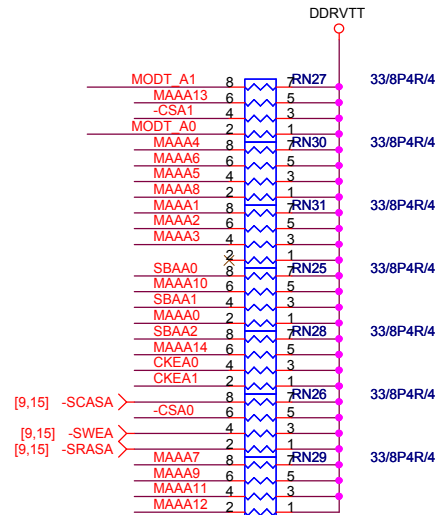 DDRVTT
MODT_A1 8 7 RN27 33/8P4R/4
MAAA13 6 5
-CSA1 4 3
MODT_A0 2 1
MAAA4 8 7 RN30 33/8P4R/4
MAAA6 6 5
MAAA5 4 3
MAAA8 2 1
MAAA1 8 7 RN31 33/8P4R/4
MAAA2 6 5
MAAA3 4 3
2 1
SBAA0 8 7 RN25 33/8P4R/4
MAAA10 6 5
SBAA1 4 3
MAAA0 2 1
SBAA2 8 7 RN28 33/8P4R/4
MAAA14 6 5
CKEA0 4 3
CKEA1 2 1
[9,15] -SCASA 8 7 RN26 33/8P4R/4
-CSA0 6 5
[9,15] -SWEA 4 3
[9,15] -SRASA 2 1
MAAA7 8 7 RN29 33/8P4R/4
MAAA9 6 5
MAAA11 4 3
MAAA12 2 1